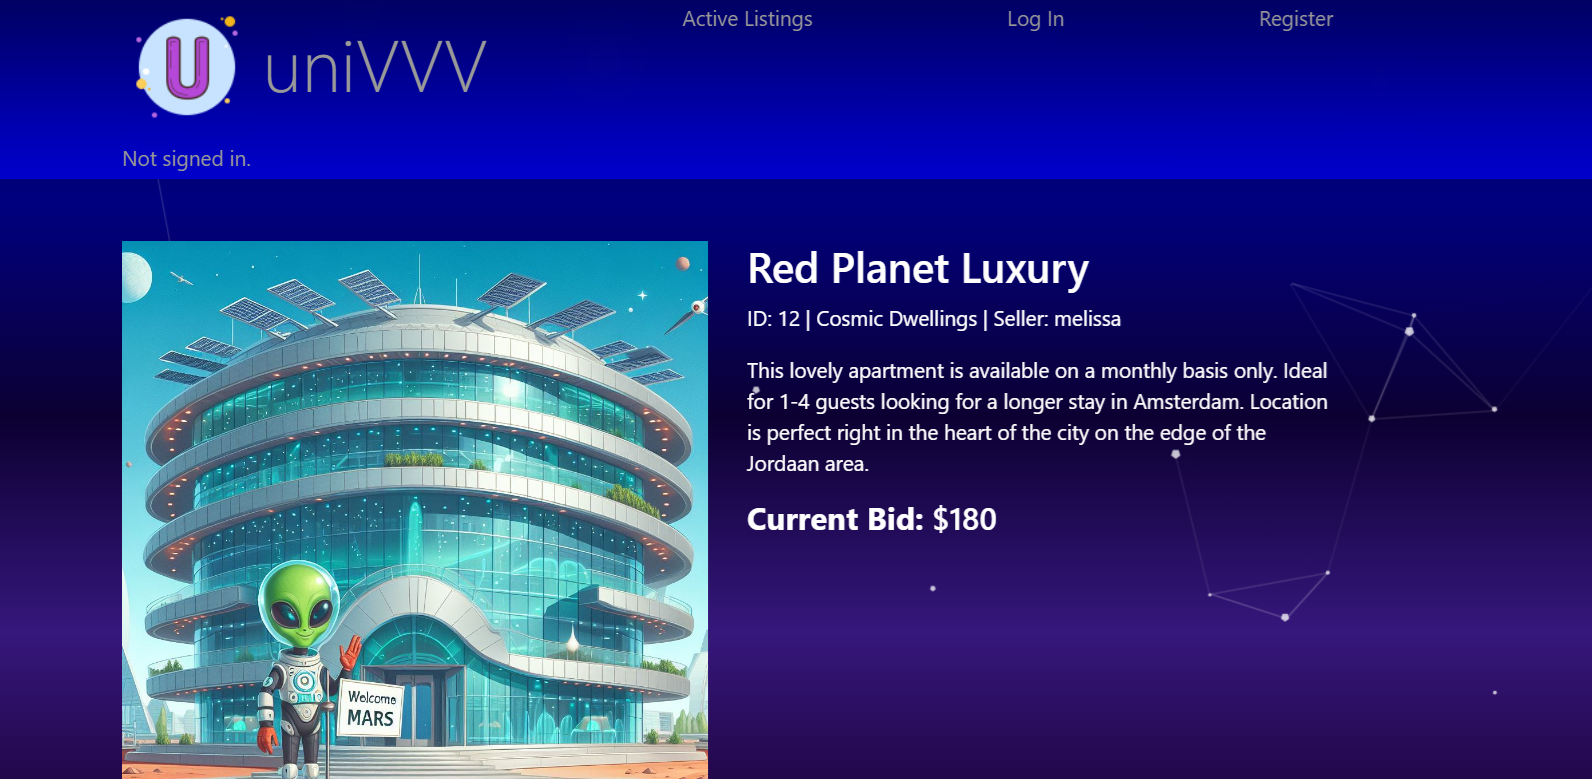 Active Listings
Log In
Register
U
uniVVV
Not signed in.
Red Planet Luxury
ID: 12 | Cosmic Dwellings | Seller: melissa
This lovely apartment is available on a monthly basis only. Ideal
for 1-4 guests looking for a longer stay in Amsterdam. Location
is perfect right in the heart of the city on the edge of the
Jordaan area.
Current Bid: $180
Welcome
MARS